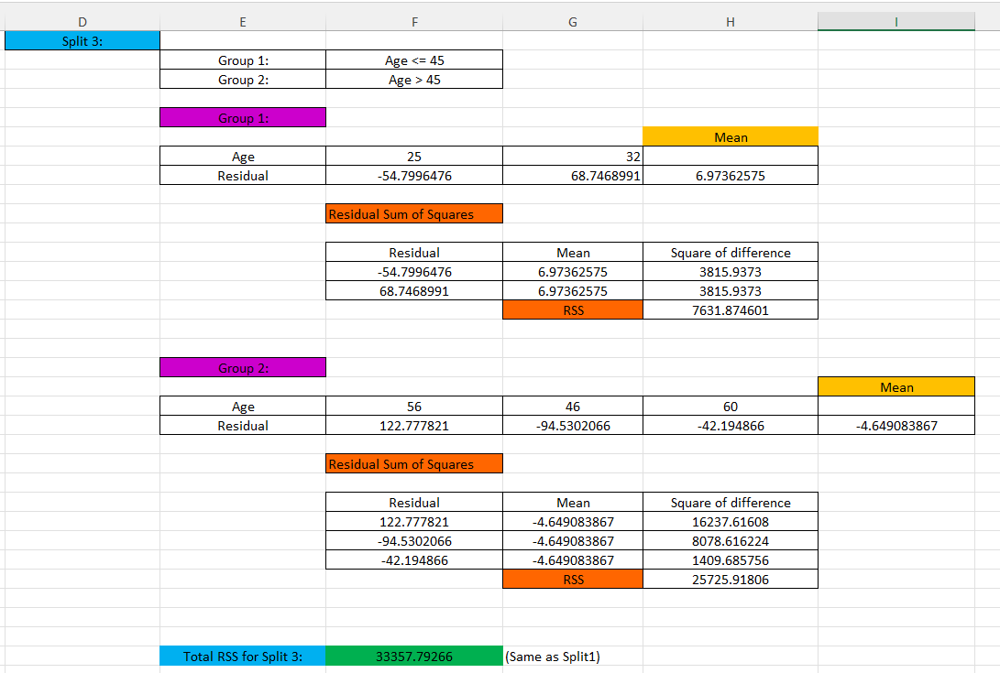 D E F G H I
Split 3:
Group 1: Age <= 45
Group 2: Age > 45
Group 1:
Mean
Age 25 32
Residual -54.7996476 68.7468991 6.97362575
Residual Sum of Squares
Residual Mean Square of difference
-54.7996476 6.97362575 3815.9373
68.7468991 6.97362575 3815.9373
RSS 7631.874601
Group 2:
Mean
Age 56 46 60
Residual 122.777821 -94.5302066 -42.194866 -4.649083867
Residual Sum of Squares
Residual Mean Square of difference
122.777821 -4.649083867 16237.61608
-94.5302066 -4.649083867 8078.616224
-42.194866 -4.649083867 1409.685756
RSS 25725.91806
Total RSS for Split 3: 33357.79266 (Same as Split1)